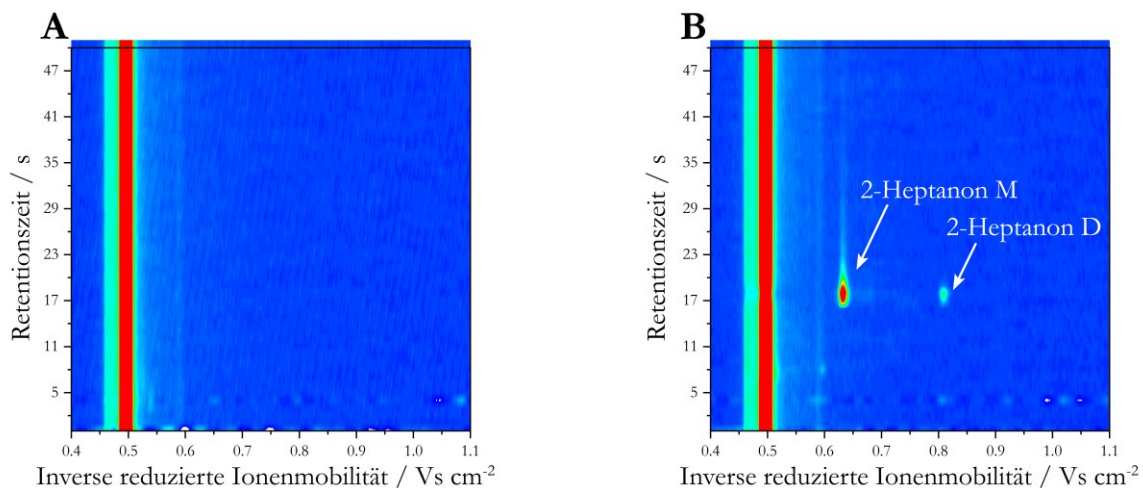 A
Retentionszeit / s
47
41
35
29
23
17
11
5
0.4 0.5 0.6 0.7 0.8 0.9 1.0 1.1
Inverse reduzierte Ionenmobilität / Vs cm-2
B
Retentionszeit / s
47
41
35
29
23
17
11
5
2-Heptanon M
2-Heptanon D
0.4 0.5 0.6 0.7 0.8 0.9 1.0 1.1
Inverse reduzierte Ionenmobilität / Vs cm-2